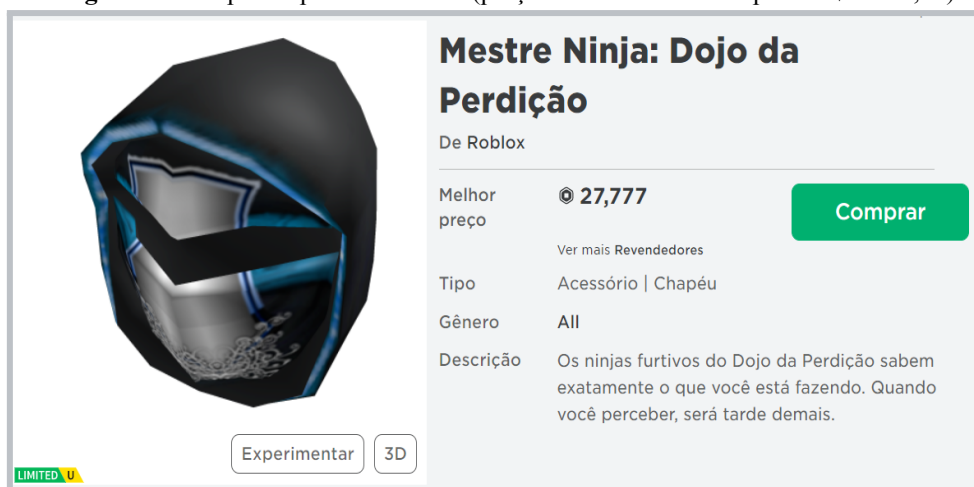 Mestre Ninja: Dojo da
Perdição
De Roblox
Melhor
preço
27,777
Comprar
Ver mais Revendedores
Tipo
Acessório | Chapéu
Gênero
All
Descrição
Os ninjas furtivos do Dojo da Perdição sabem
exatamente o que você está fazendo. Quando
você perceber, será tarde demais.
Experimentar
3D
LIMITED U